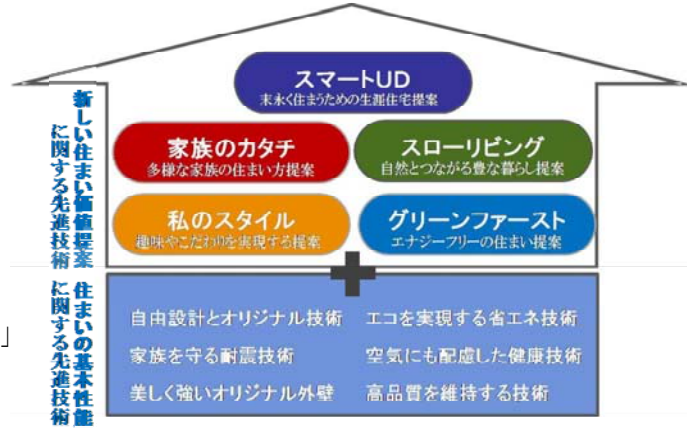 スマートUD
末永く住まうための生涯住宅提案
家族のカタチ
多様な家族の住まい方提案
スローリビング
自然とつながる豊な暮らし提案
私のスタイル
趣味やこだわりを実現する提案
グリーンファースト
エナジーフリーの住まい提案
新しい住まい価値提案
に関する先進技術
自由設計とオリジナル技術
エコを実現する省エネ技術
家族を守る耐震技術
空気にも配慮した健康技術
美しく強いオリジナル外壁
高品質を維持する技術
住まいの基本性能
に関する先進技術
」